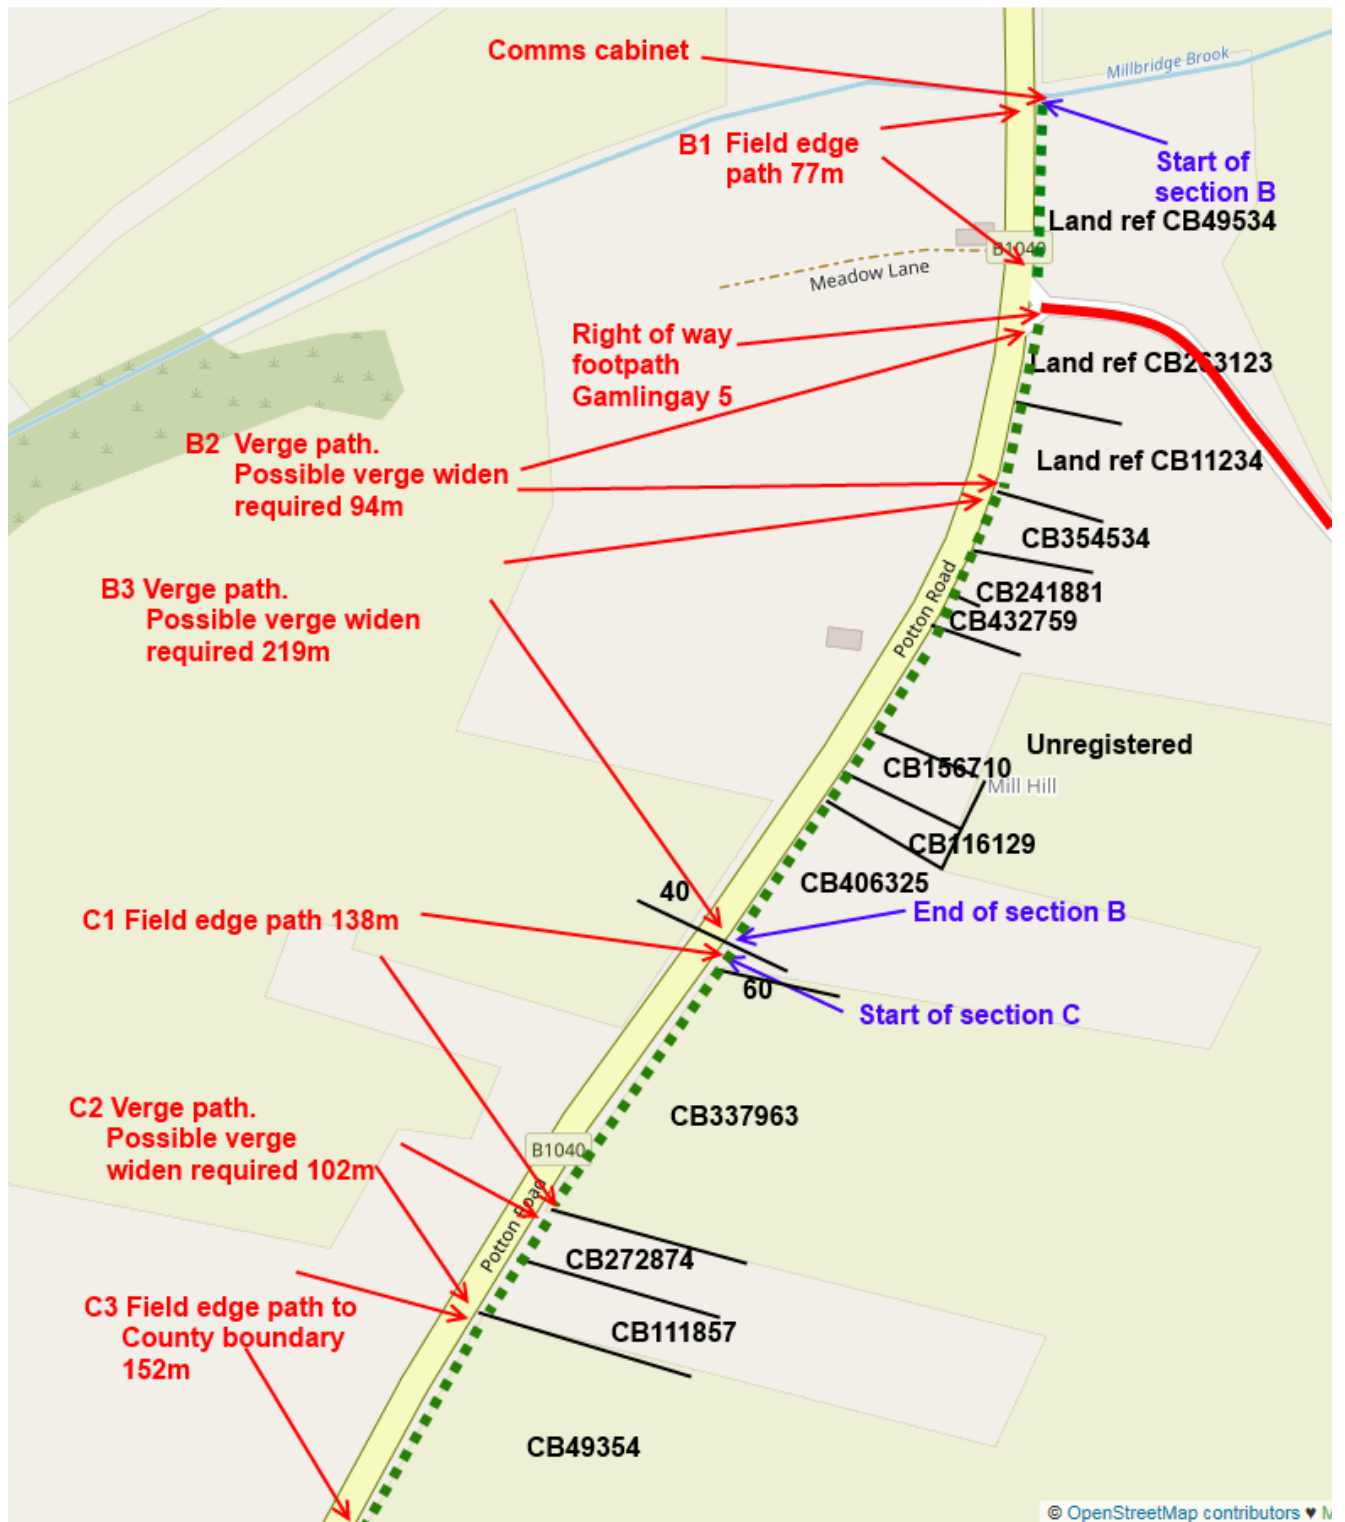 Comms cabinet
Millbridge Brook
B1 Field edge
path 77m
Start of
section B
Land ref CB49534
B1040
Meadow Lane
Right of way
footpath
Gamlingay 5
Land ref CB263123
B2 Verge path.
Possible verge widen
required 94m
Land ref CB11234
CB354534
B3 Verge path.
Possible verge widen
required 219m
CB241881
CB432759
Potton Road
Unregistered
CB156710
Mill Hill
CB116129
CB406325
40
End of section B
C1 Field edge path 138m
60
Start of section C
CB337963
C2 Verge path.
Possible verge
widen required 102m
B1040
Potton Road
CB272874
C3 Field edge path to
County boundary
152m
CB111857
CB49354
© OpenStreetMap contributors ♥ M